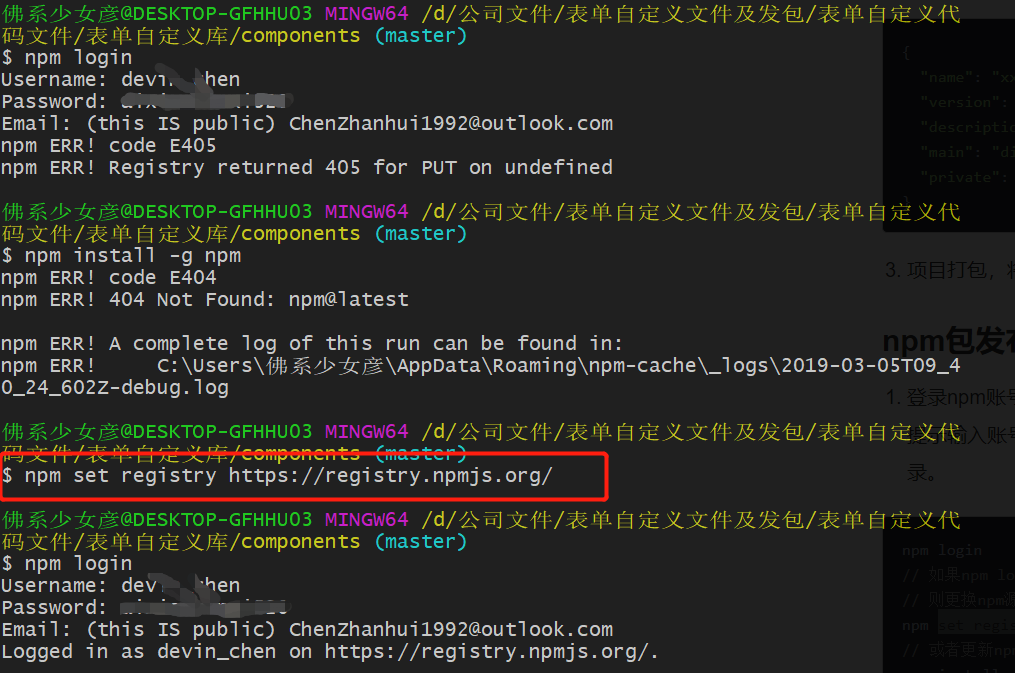 佛系少女彦@DESKTOP-GFHHUO3 MINGW64 /d/公司文件/表单自定义文件及发包/表单自定义代
码文件/表单自定义库/components (master)
$ npm login
Username:
Password:
Email: (this IS public) ChenZhanhui1992@outlook.com
npm ERR! code E405
npm ERR! Registry returned 405 for PUT on undefined
佛系少女彦@DESKTOP-GFHHUO3 MINGW64 /d/公司文件/表单自定义文件及发包/表单自定义代
码文件/表单自定义库/components (master)
$ npm install -g npm
npm ERR! code E404
npm ERR! 404 Not Found: npm@latest
npm ERR! A complete log of this run can be found in:
npm ERR!     C:\Users\佛系少女彦\AppData\Roaming\npm-cache\_logs\2019-03-05T09_4
0_24_602Z-debug.log
佛系少女彦@DESKTOP-GFHHUO3 MINGW64 /d/公司文件/表单自定义文件及发包/表单自定义代
码文件/表单自定义库/components (master)
$ npm set registry https://registry.npmjs.org/
佛系少女彦@DESKTOP-GFHHUO3 MINGW64 /d/公司文件/表单自定义文件及发包/表单自定义代
码文件/表单自定义库/components (master)
$ npm login
Username:
Password:
Email: (this IS public) ChenZhanhui1992@outlook.com
Logged in as devin_chen on https://registry.npmjs.org/.
{
"name": "xx
"version":
"descriptio
"main": "di
"private":
3. 项目打包，
npm包发布
1. 登录npm账号
输入账号
录。
npm login
// 如果npm lo
// 则更换npm源
npm set regis
// 或者更新npm